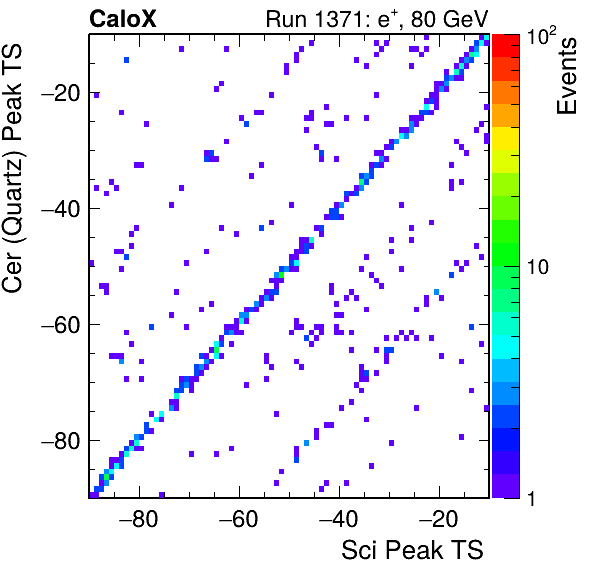 CaloX Run 1371: e⁺, 80 GeV
10²
Events
Cer (Quartz) Peak TS
−20
−40
10
−60
−80
1
−80 −60 −40 −20
Sci Peak TS